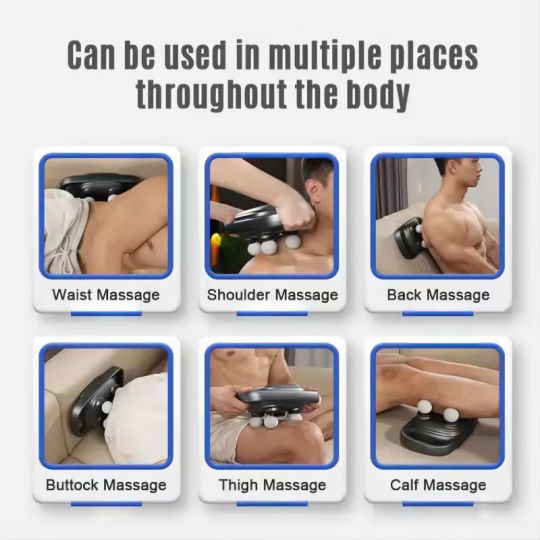 Can be used in multiple places
throughout the body
Waist Massage
Shoulder Massage
Back Massage
Buttock Massage
Thigh Massage
Calf Massage